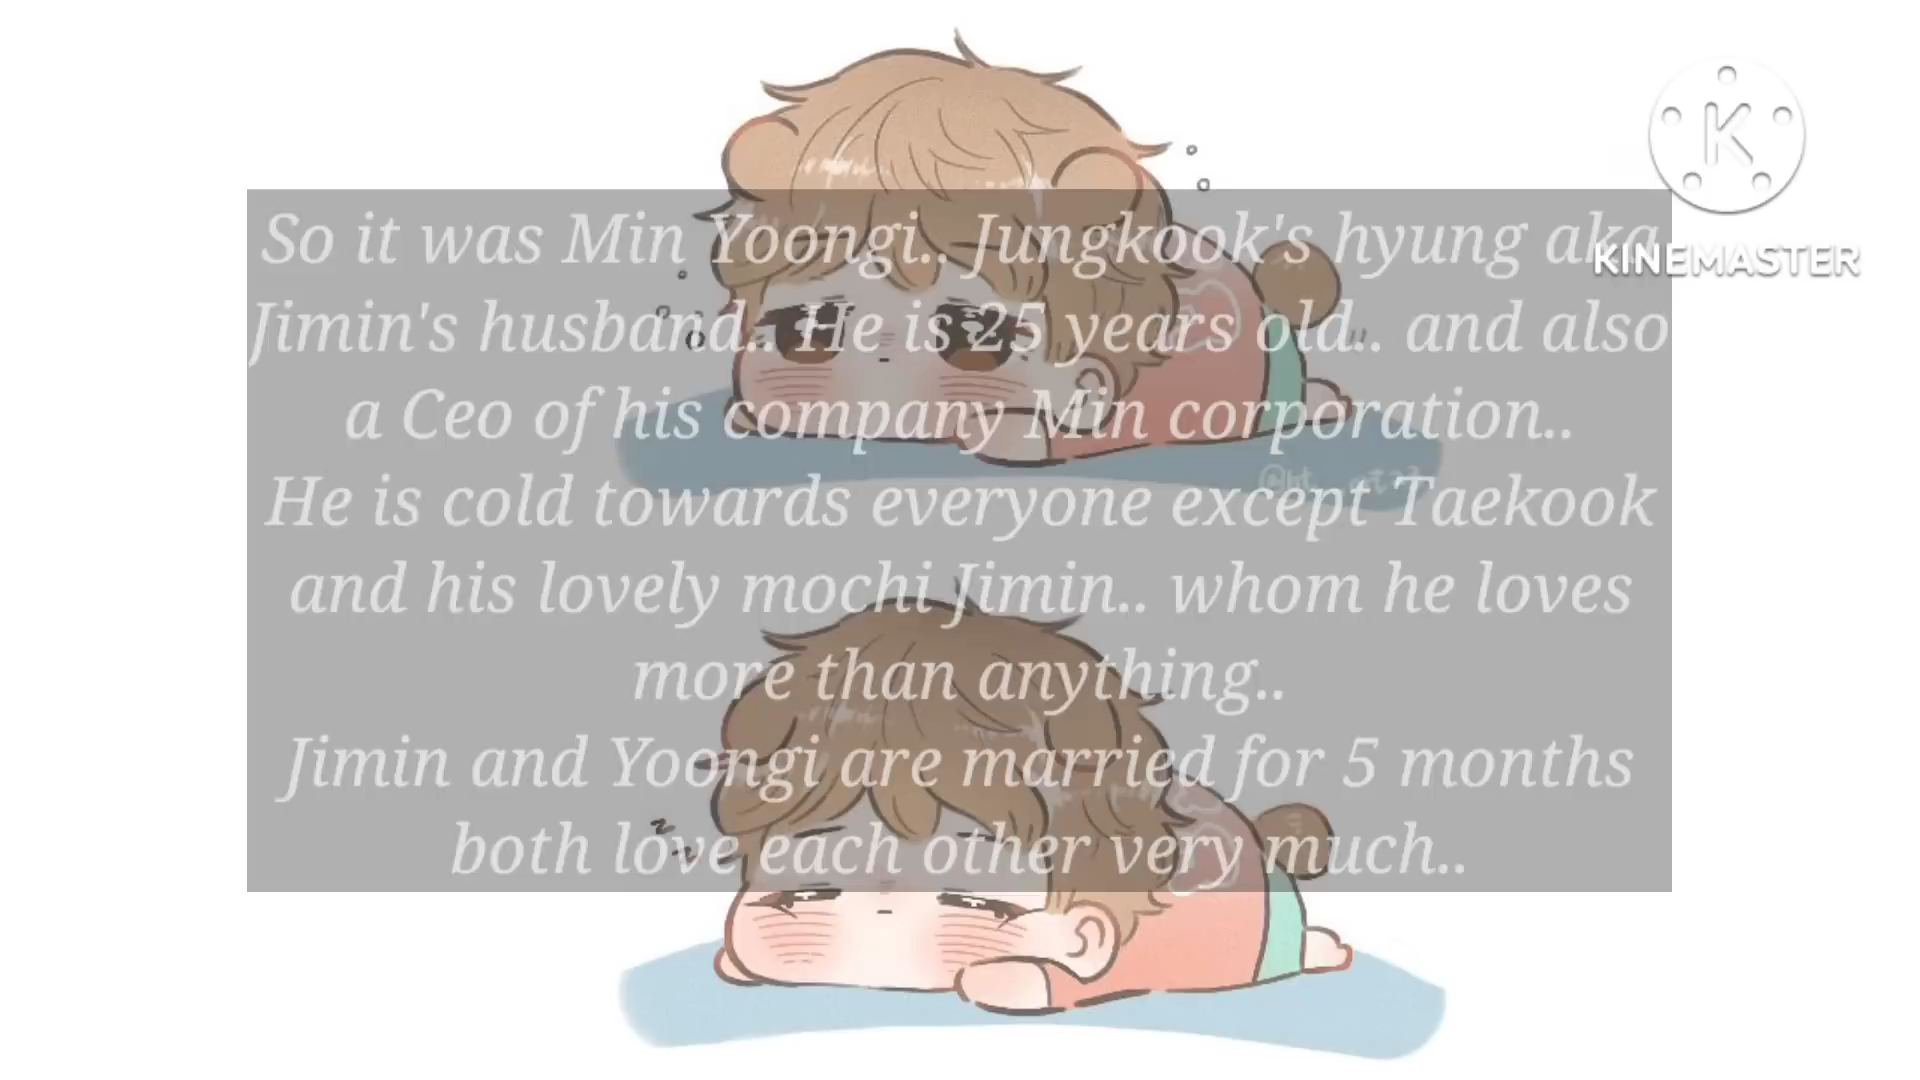 So it was Min Yoongi.. Jungkook's hyung aka
Jimin's husband.. He is 25 years old.. and also
a Ceo of his company Min corporation..
He is cold towards everyone except Taekook
and his lovely mochi Jimin.. whom he loves
more than anything..
Jimin and Yoongi are married for 5 months
both love each other very much..
K
KINEMASTER
z
z